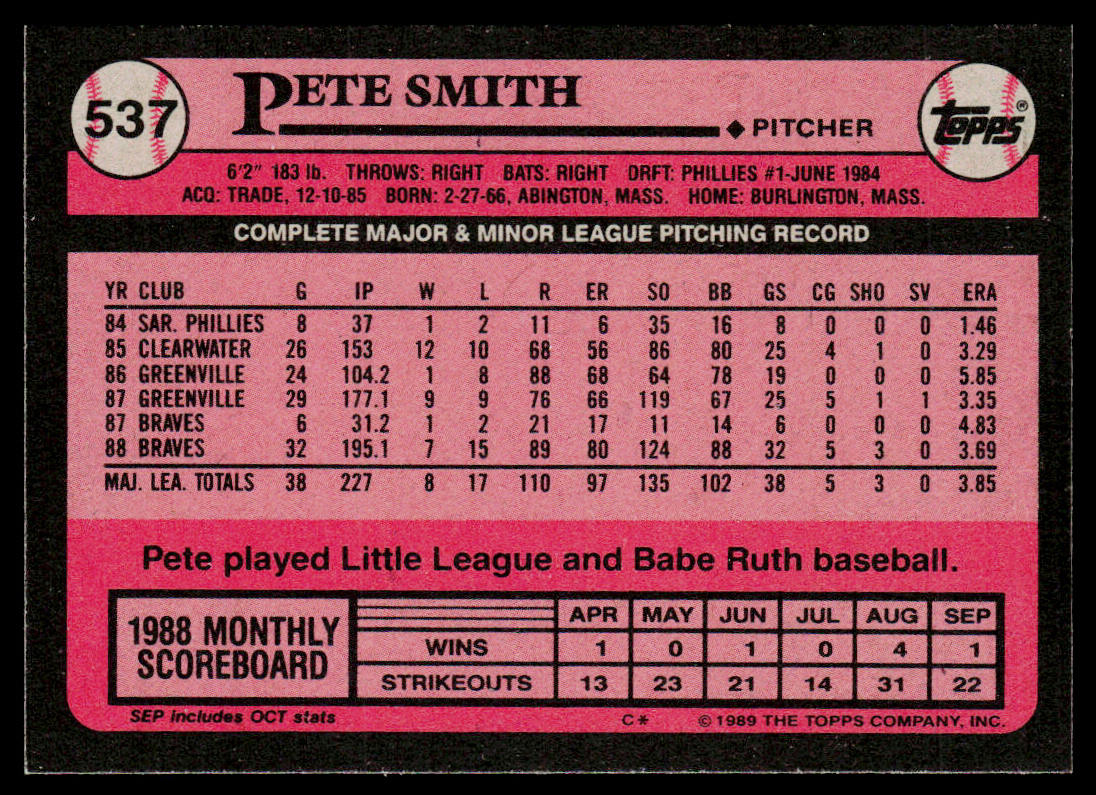 537
PETE SMITH
PITCHER
TOPPS®
6'2" 183 lb. THROWS: RIGHT BATS: RIGHT DRFT: PHILLIES #1-JUNE 1984
ACQ: TRADE, 12-10-85 BORN: 2-27-66, ABINGTON, MASS. HOME: BURLINGTON, MASS.
COMPLETE MAJOR & MINOR LEAGUE PITCHING RECORD
YR CLUB G IP W L R ER SO BB GS CG SHO SV ERA
84 SAR. PHILLIES 8 37 1 2 11 6 35 16 8 0 0 0 1.46
85 CLEARWATER 26 153 12 10 68 56 86 80 25 4 1 0 3.29
86 GREENVILLE 24 104.2 1 8 88 68 64 78 19 0 0 0 5.85
87 GREENVILLE 29 177.1 9 9 76 66 119 67 25 5 1 1 3.35
87 BRAVES 6 31.2 1 2 21 17 11 14 6 0 0 0 4.83
88 BRAVES 32 195.1 7 15 89 80 124 88 32 5 3 0 3.69
MAJ. LEA. TOTALS 38 227 8 17 110 97 135 102 38 5 3 0 3.85
Pete played Little League and Babe Ruth baseball.
1988 MONTHLY
SCOREBOARD
APR MAY JUN JUL AUG SEP
WINS 1 0 1 0 4 1
STRIKEOUTS 13 23 21 14 31 22
SEP includes OCT stats
C* © 1989 THE TOPPS COMPANY, INC.